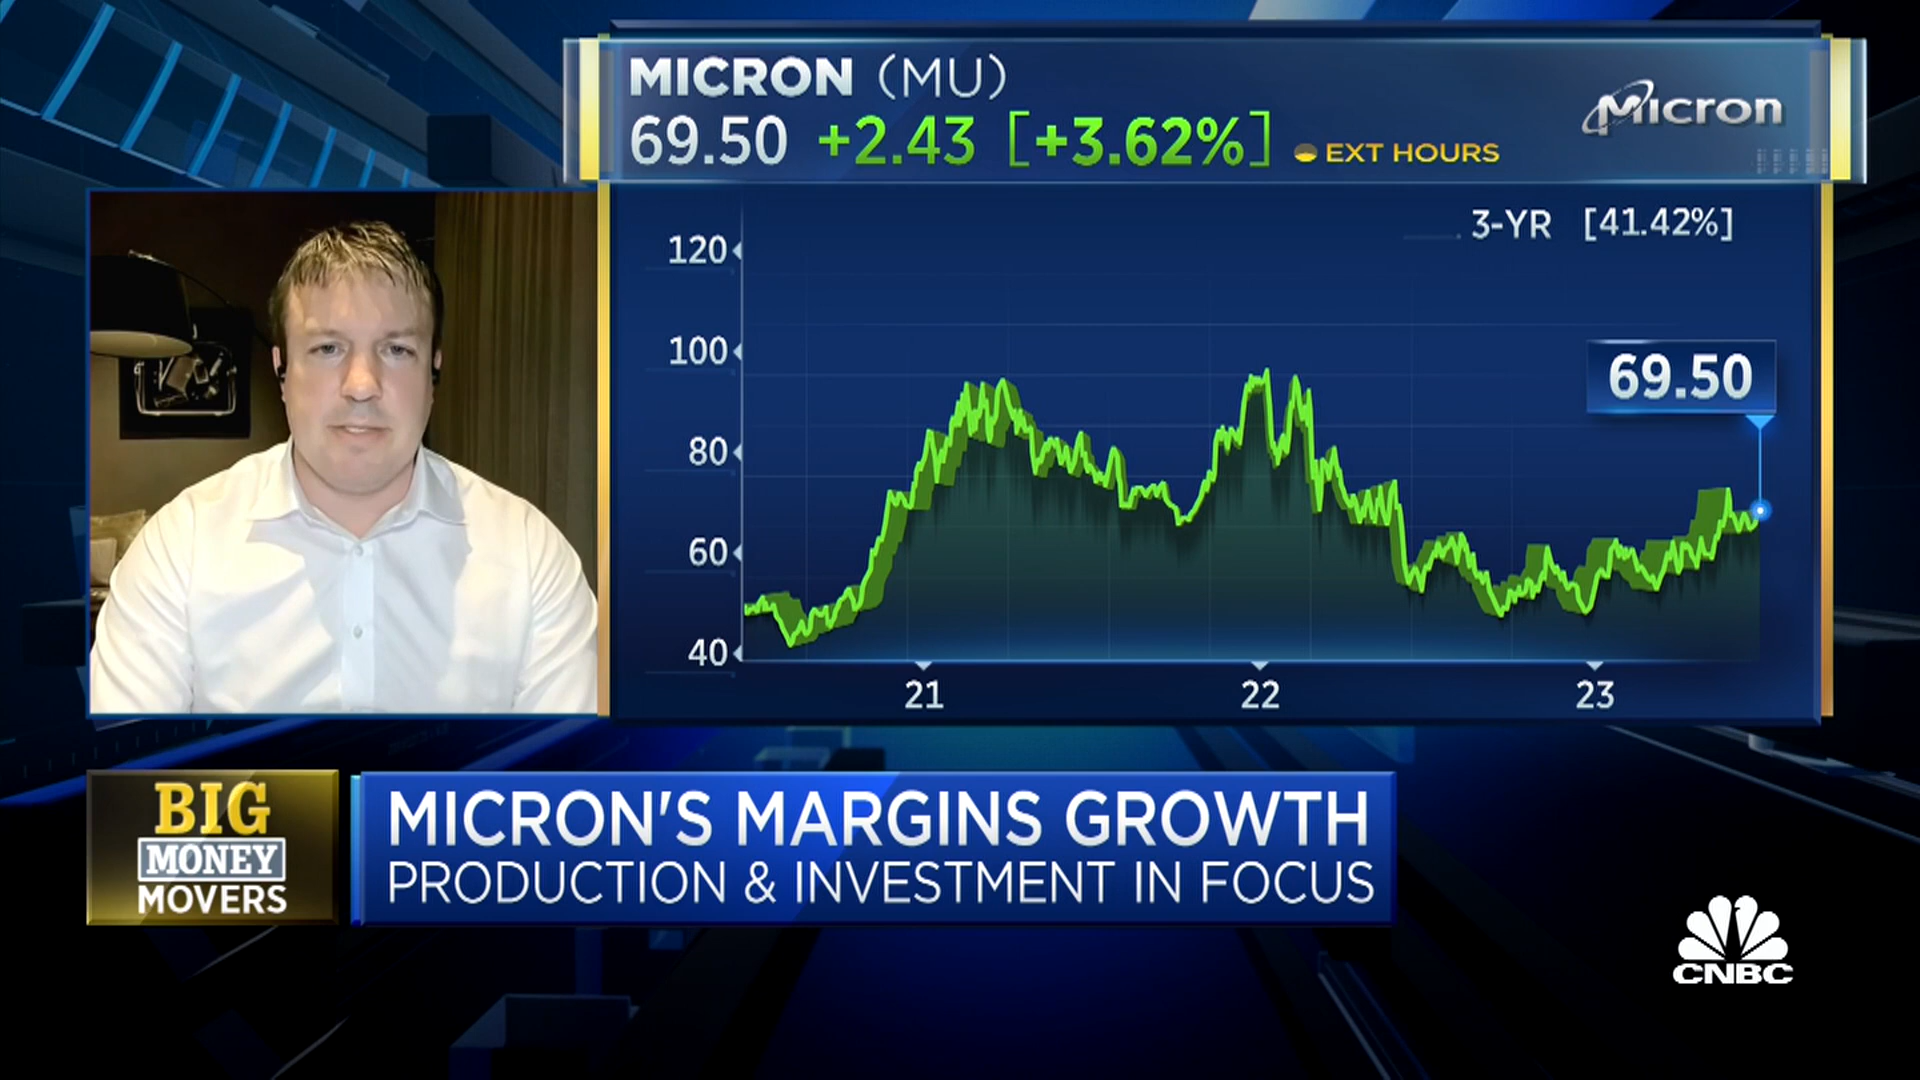 MICRON (MU)
69.50 +2.43 [+3.62%] EXT HOURS
Micron
3-YR [41.42%]
120
100
80
60
40
69.50
21 22 23
BIG
MONEY
MOVERS
MICRON'S MARGINS GROWTH
PRODUCTION & INVESTMENT IN FOCUS
CNBC